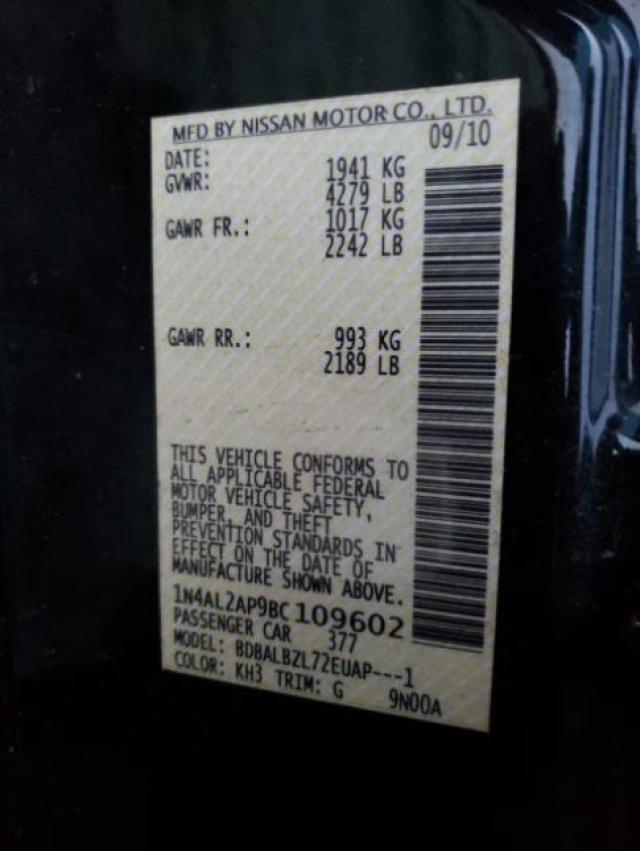 MFD BY NISSAN MOTOR CO., LTD.
DATE: 09/10
GVWR: 1941 KG
4279 LB
GAWR FR.: 1017 KG
2242 LB
GAWR RR.: 993 KG
2189 LB
THIS VEHICLE CONFORMS TO
ALL APPLICABLE FEDERAL
MOTOR VEHICLE SAFETY,
BUMPER, AND THEFT
PREVENTION STANDARDS IN
EFFECT ON THE DATE OF
MANUFACTURE SHOWN ABOVE.
1N4AL2AP9BC109602
PASSENGER CAR 377
MODEL: BDBALBZL72EUAP---1
COLOR: KH3 TRIM: G 9N00A